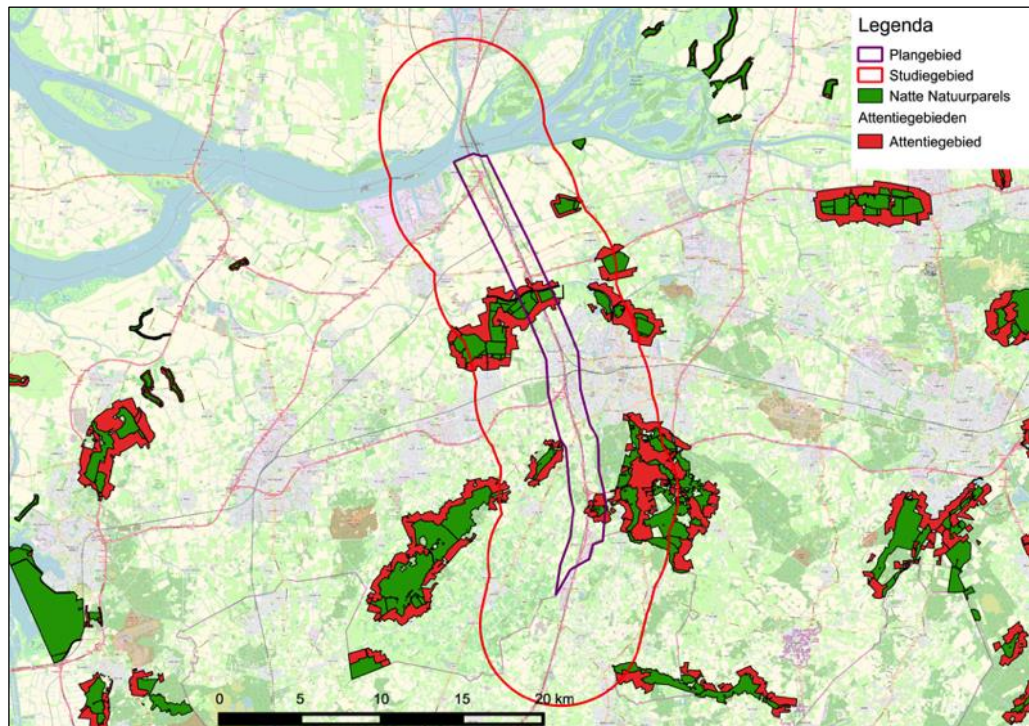 Legenda
Plangebied
Studiegebied
Natte Natuurparels
Attentiegebieden
Attentiegebied
0 5 10 15 20 km